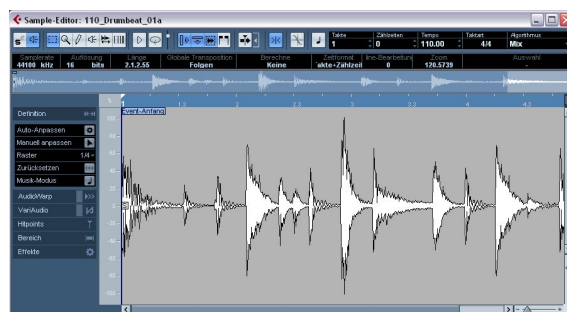 Sample-Editor: 110_Drumbeat_01a
Takte Zählzeiten Tempo Taktart Algorithmus
1 0 110.00 4/4 Mix
Samplerate Auflösung Länge Globale Transposition Berechne Zeitformat line-Bearbeitung Zoom Auswahl
44100 kHz 16 bits 2.1.2.55 Folgen Keine akte+Zählzeit 0 120.5739 -
% 1 1.3 2 2.3 3 3.3 4 4.3
Definition
Event-Anfang
Auto-Anpassen
Manuell anpassen
Raster 1/4
Zurücksetzen
Musik-Modus
AudioWarp
VariAudio
Hitpoints
Bereich
Effekte